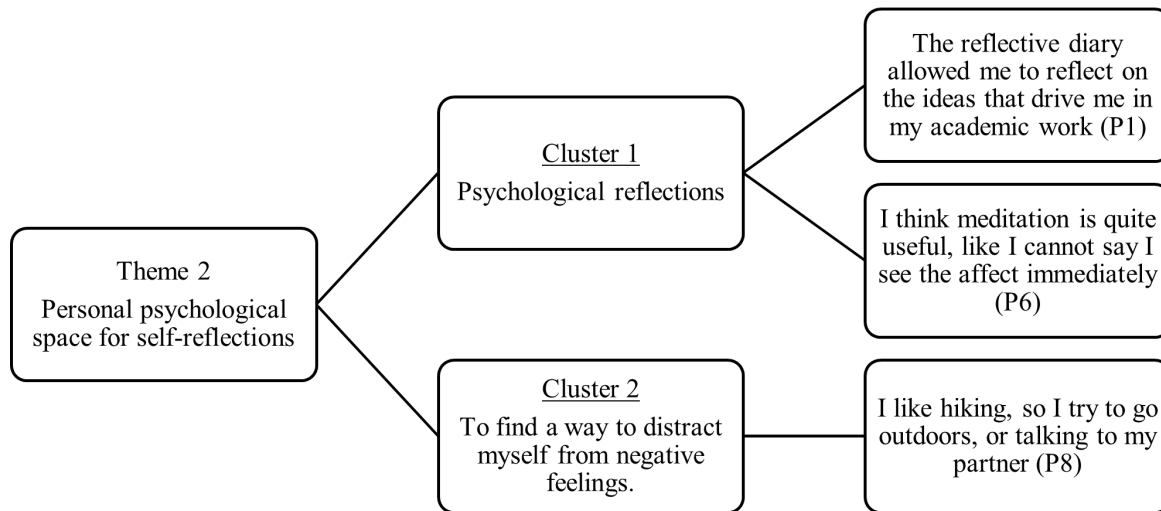 Theme 2
Personal psychological
space for self-reflections
Cluster 1
Psychological reflections
The reflective diary
allowed me to reflect on
the ideas that drive me in
my academic work (P1)
I think meditation is quite
useful, like I cannot say I
see the affect immediately
(P6)
Cluster 2
To find a way to distract
myself from negative
feelings.
I like hiking, so I try to go
outdoors, or talking to my
partner (P8)